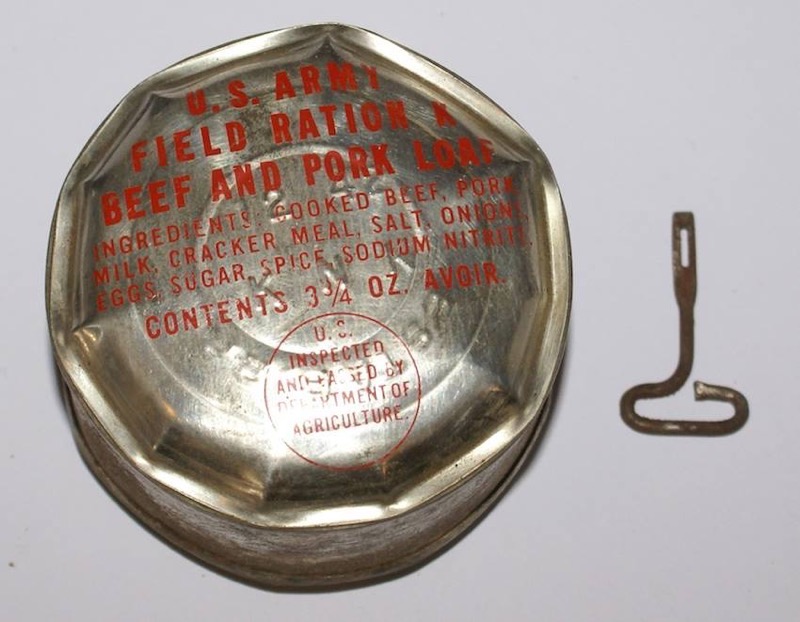 U.S. ARMY
FIELD RATION K
BEEF AND PORK LOAF
INGREDIENTS: COOKED BEEF, PORK,
MILK, CRACKER MEAL, SALT, ONIONS,
EGGS, SUGAR, SPICE, SODIUM NITRITE.
CONTENTS 3¾ OZ. AVOIR.
U.S.
INSPECTED
AND PASSED BY
DEPARTMENT OF
AGRICULTURE.